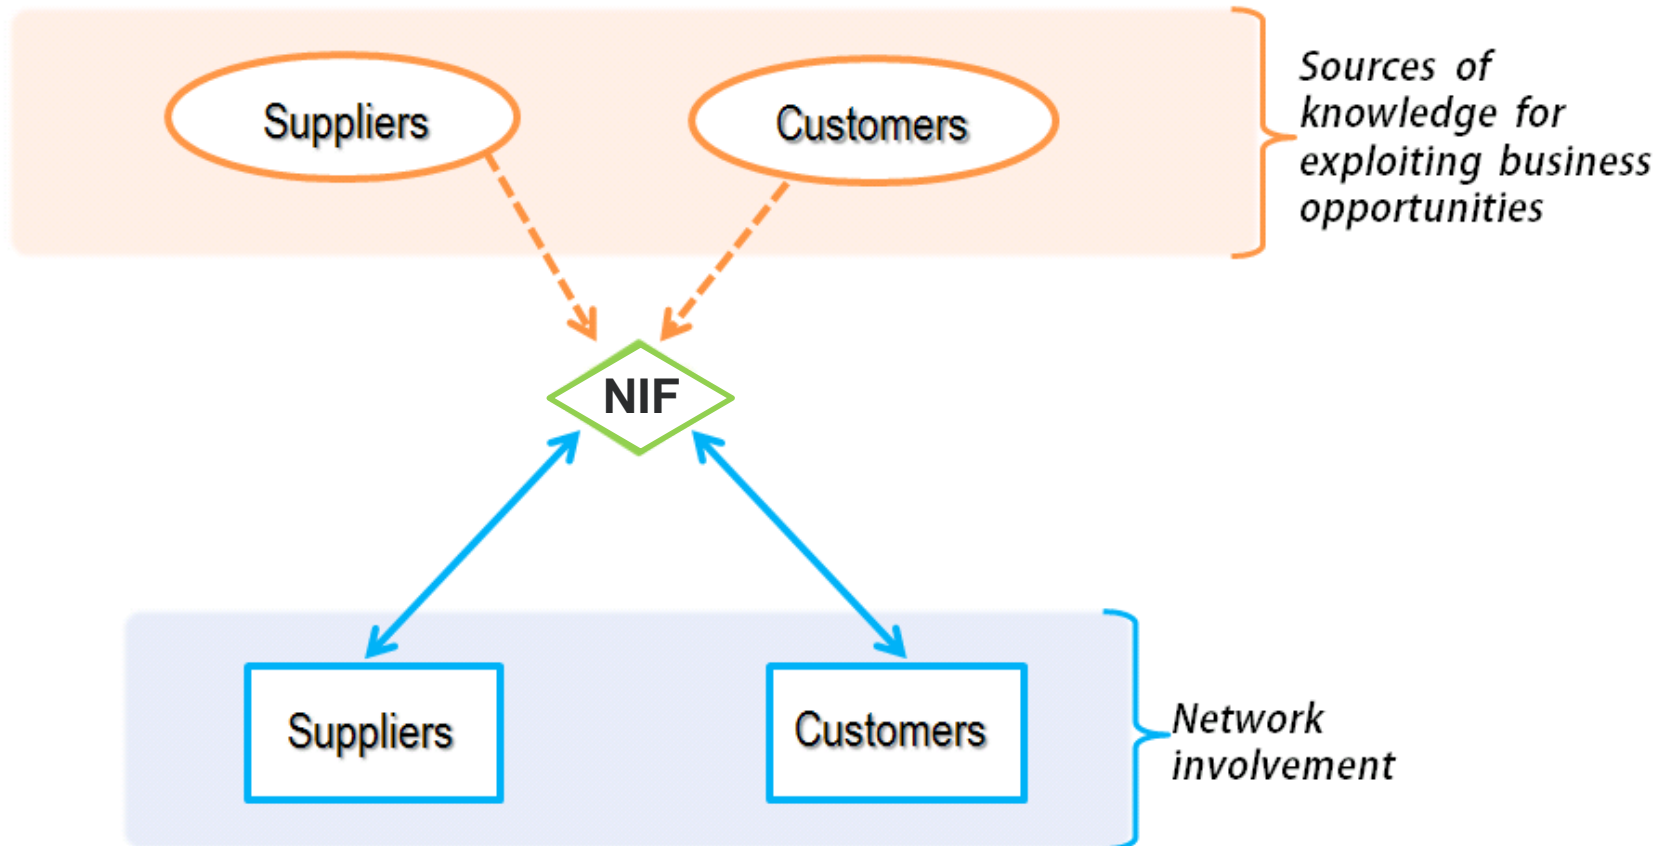 Suppliers
Customers
Sources of
knowledge for
exploiting business
opportunities
NIF
Suppliers
Customers
Network
involvement